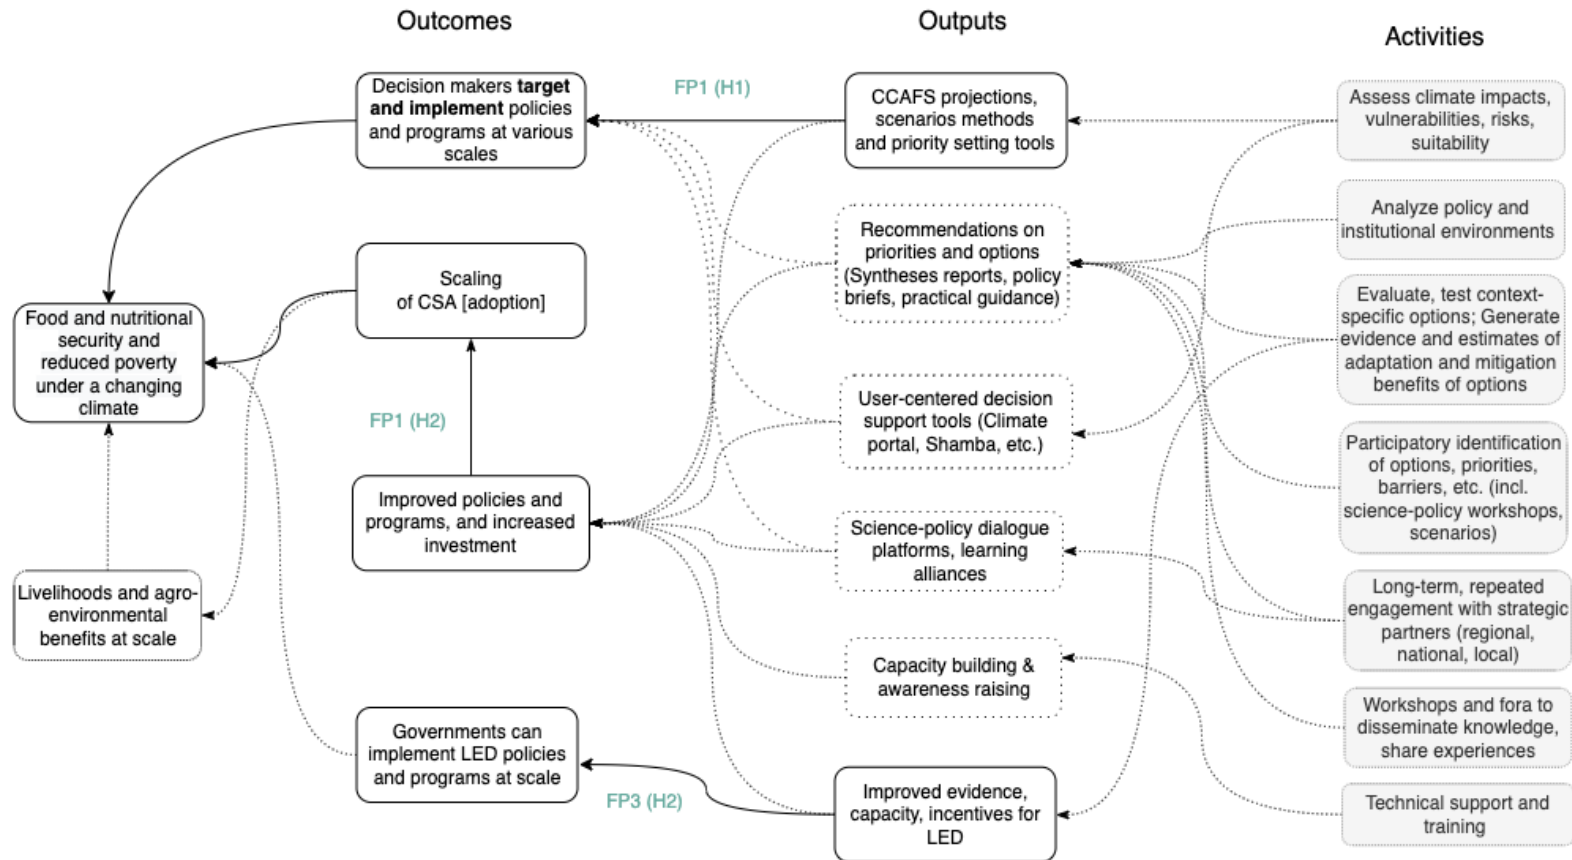 Outcomes
Outputs
Activities
Decision makers target
and implement policies
and programs at various
scales
FP1 (H1)
CCAFS projections,
scenarios methods
and priority setting tools
Assess climate impacts,
vulnerabilities, risks,
suitability
Analyze policy and
institutional environments
Recommendations on
priorities and options
(Syntheses reports, policy
briefs, practical guidance)
Scaling
of CSA [adoption]
Evaluate, test context-
specific options; Generate
evidence and estimates of
adaptation and mitigation
benefits of options
Food and nutritional
security and
reduced poverty
under a changing
climate
FP1 (H2)
User-centered decision
support tools (Climate
portal, Shamba, etc.)
Participatory identification
of options, priorities,
barriers, etc. (incl.
science-policy workshops,
scenarios)
Improved policies and
programs, and increased
investment
Science-policy dialogue
platforms, learning
alliances
Livelihoods and agro-
environmental
benefits at scale
Long-term, repeated
engagement with strategic
partners (regional,
national, local)
Capacity building &
awareness raising
Workshops and fora to
disseminate knowledge,
share experiences
Governments can
implement LED policies
and programs at scale
FP3 (H2)
Improved evidence,
capacity, incentives for
LED
Technical support and
training